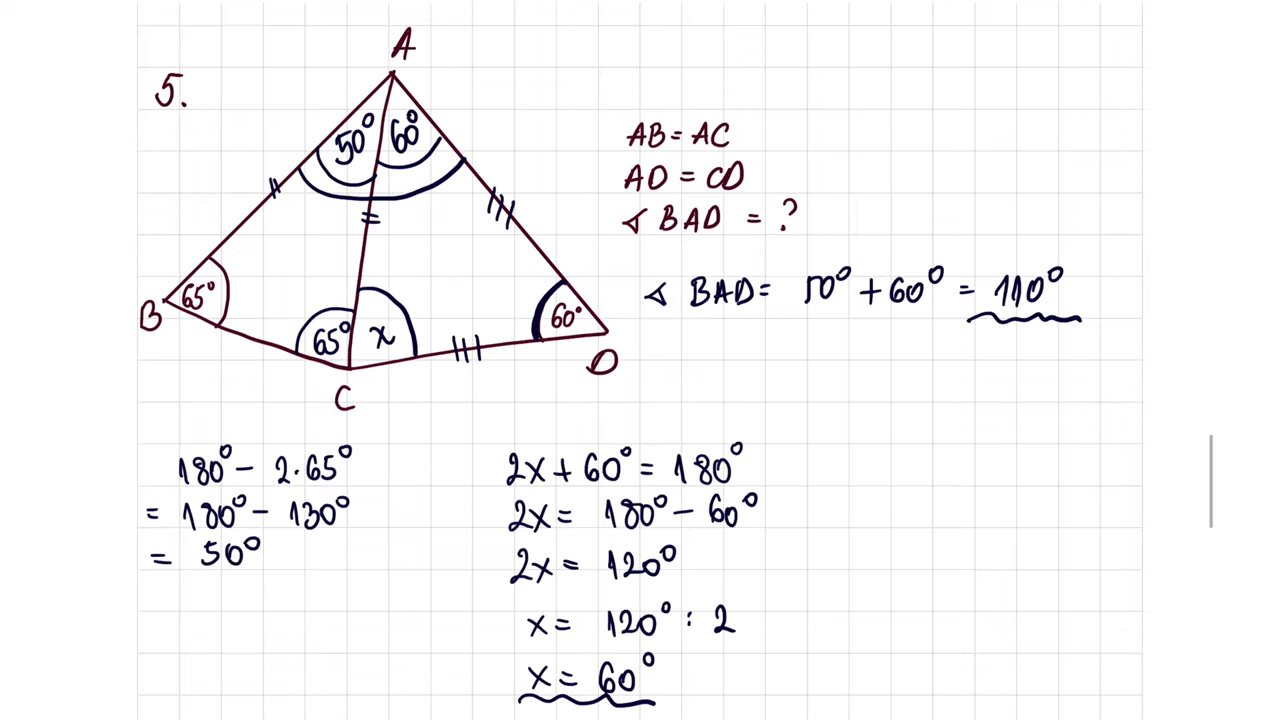 5.
A
50° 60°
B 65° 65° x 60° D
C
AB = AC
AD = CD
∢ BAD = ?
∢ BAD = 50° + 60° = 110°
180° - 2·65°
= 180° - 130°
= 50°
2x + 60° = 180°
2x = 180° - 60°
2x = 120°
x = 120° : 2
x = 60°